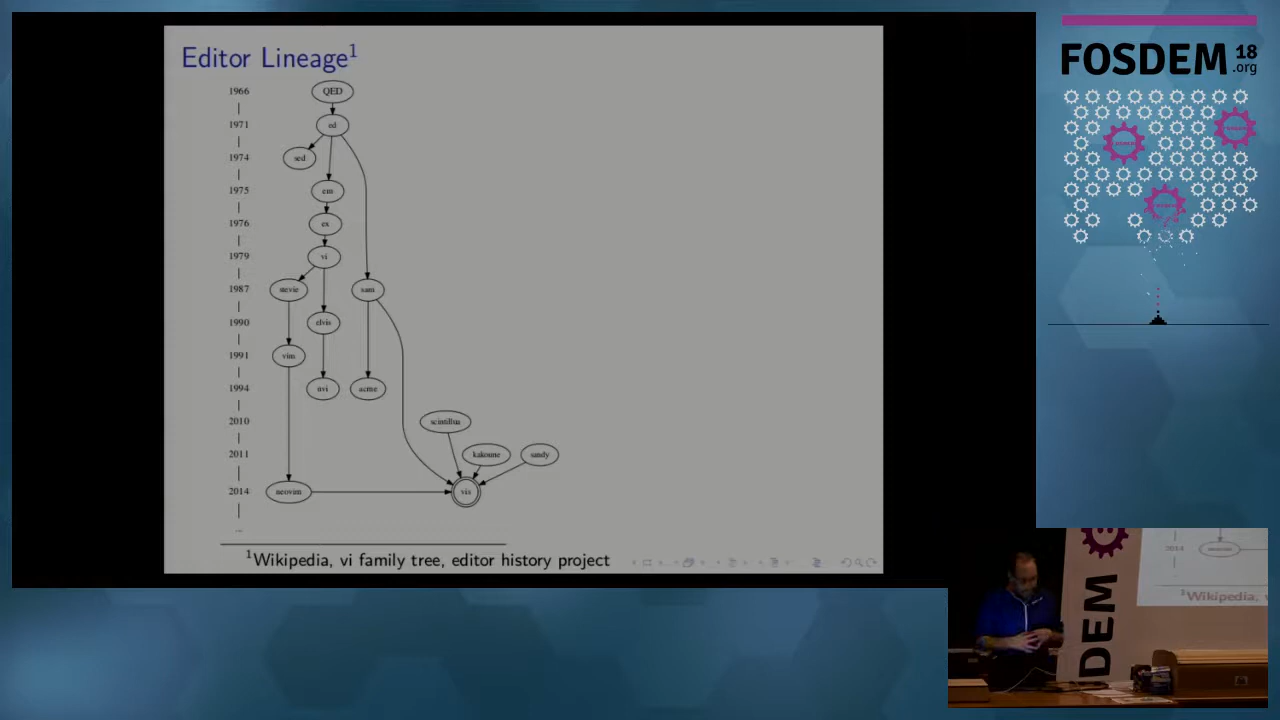 Editor Lineage1
1966 QED
1971 ed
1974 sed
1975 em
1976 ex
1979 vi
1987 stevie sam
1990 elvis
1991 vim
1994 nvi acme
2010 scintillua
2011 kakoune sandy
2014 neovim vis
...
1Wikipedia, vi family tree, editor history project
FOSDEM 18
.org
2014
DEM
1Wikipedia, v